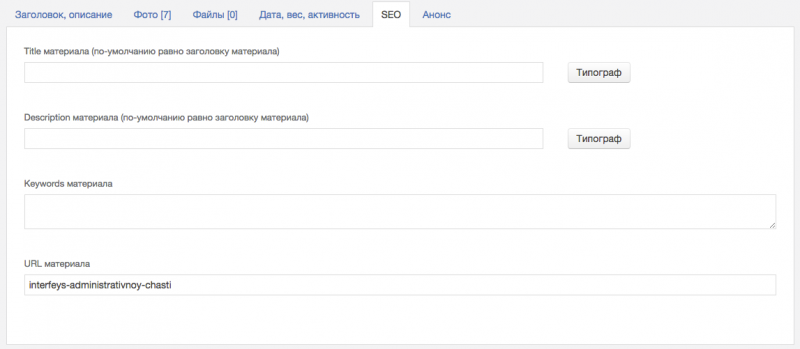 Заголовок, описание Фото [7] Файлы [0] Дата, вес, активность SEO Анонс
Title материала (по-умолчанию равно заголовку материала)
Типограф
Description материала (по-умолчанию равно заголовку материала)
Типограф
Keywords материала
URL материала
interfeys-administrativnoy-chasti